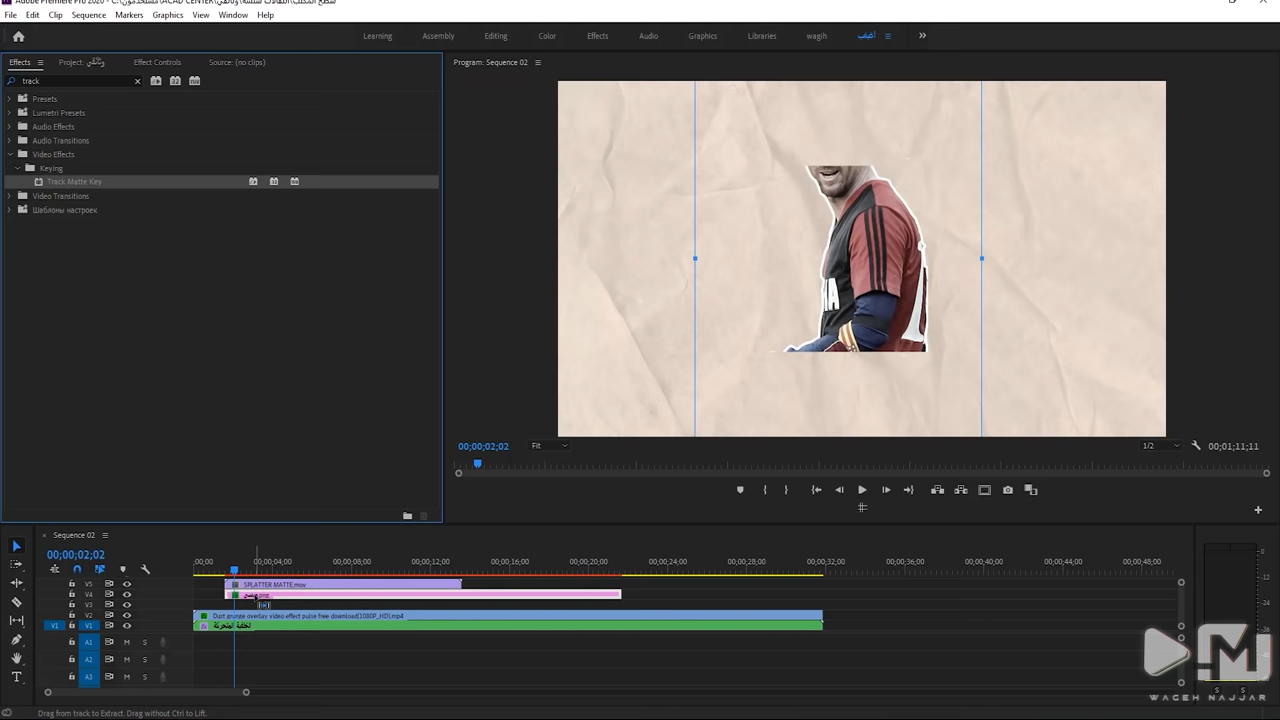 Adobe Premiere Pro 2020 - C:\
File Edit Clip Sequence Markers Graphics View Window Help
Learning Assembly Editing Color Effects Audio Graphics Libraries wagih
Effects Project: Effect Controls Source: (no clips)
track
Presets
Lumetri Presets
Audio Effects
Audio Transitions
Video Effects
Keying
Track Matte Key
Video Transitions
Шаблоны настроек
Program: Sequence 02
00;00;02;02 Fit 1/2 00;01;11;11
Sequence 02
00;00;02;02
;00;00 00;00;04;00 00;00;08;00 00;00;12;00 00;00;16;00 00;00;20;00 00;00;24;00 00;00;28;00 00;00;32;00 00;00;36;00 00;00;40;00 00;00;44;00 00;00;48;00
V5 SPLATTER MATTE.mov
V4
V3
V2 Dust grunge overlay video effect pulse free download(1080P_HD).mp4
V1 V1 الخلفية المتحركة
A1 M S
A2 M S
A3 M S
S S
WAGEH NAJJAR
Drag from track to Extract. Drag without Ctrl to Lift.